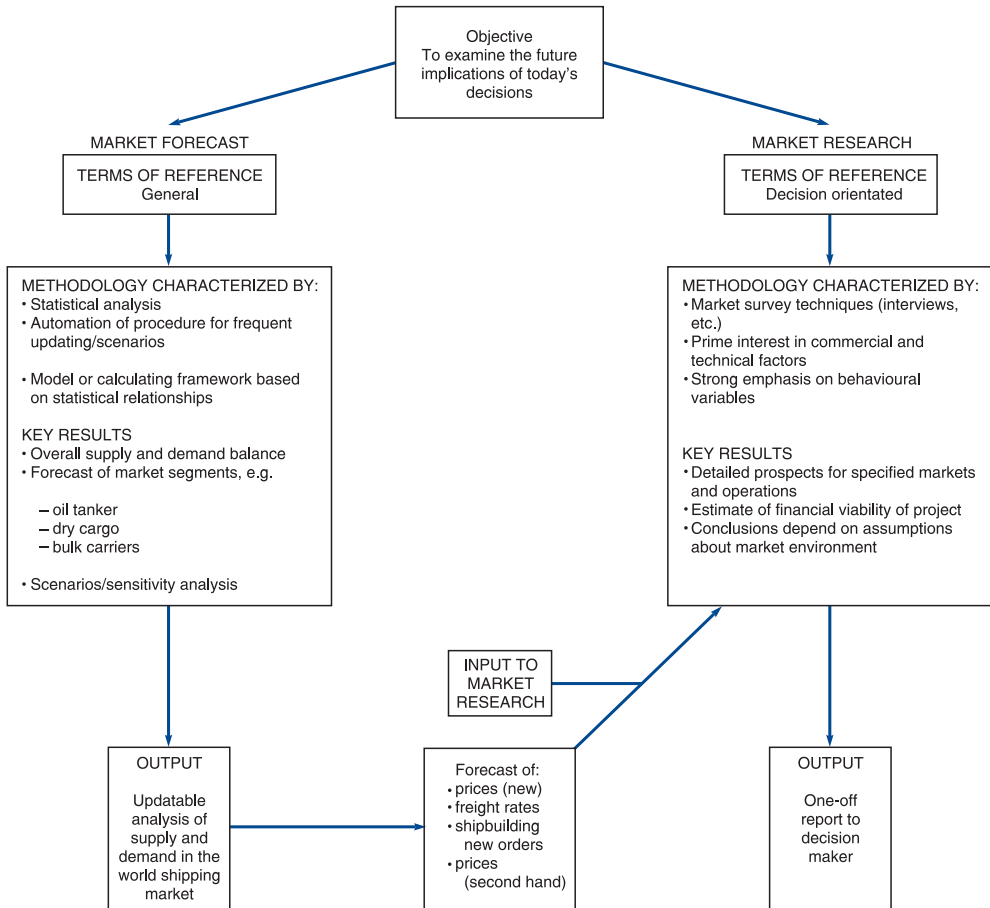 Objective
To examine the future
implications of today's
decisions
MARKET FORECAST
TERMS OF REFERENCE
General
METHODOLOGY CHARACTERIZED BY:
• Statistical analysis
• Automation of procedure for frequent
updating/scenarios
• Model or calculating framework based
on statistical relationships
KEY RESULTS
• Overall supply and demand balance
• Forecast of market segments, e.g.
– oil tanker
– dry cargo
– bulk carriers
• Scenarios/sensitivity analysis
OUTPUT
Updatable
analysis of
supply and
demand in the
world shipping
market
Forecast of:
• prices (new)
• freight rates
• shipbuilding
new orders
• prices
(second hand)
INPUT TO
MARKET
RESEARCH
MARKET RESEARCH
TERMS OF REFERENCE
Decision orientated
METHODOLOGY CHARACTERIZED BY:
• Market survey techniques (interviews,
etc.)
• Prime interest in commercial and
technical factors
• Strong emphasis on behavioural
variables
KEY RESULTS
• Detailed prospects for specified markets
and operations
• Estimate of financial viability of project
• Conclusions depend on assumptions
about market environment
OUTPUT
One-off
report to
decision
maker